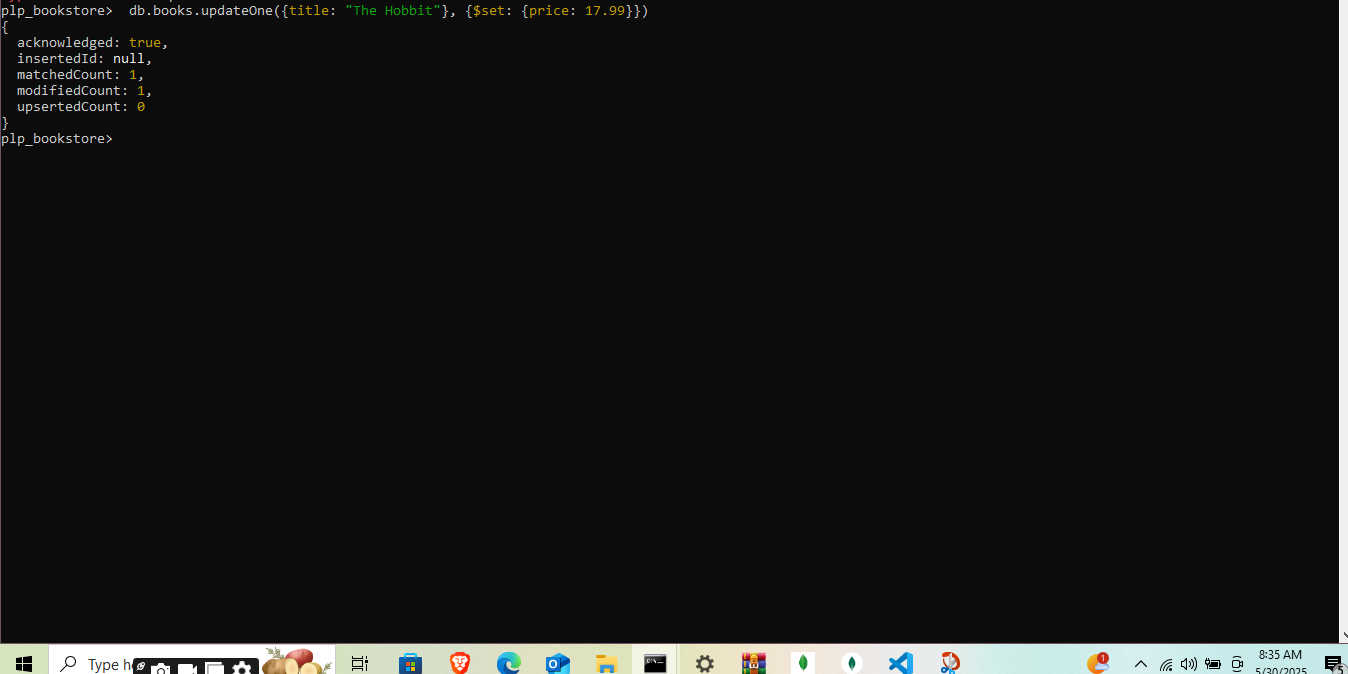 plp_bookstore>  db.books.updateOne({title: "The Hobbit"}, {$set: {price: 17.99}})
{
  acknowledged: true,
  insertedId: null,
  matchedCount: 1,
  modifiedCount: 1,
  upsertedCount: 0
}
plp_bookstore>
Type h
1
8:35 AM
5/30/2025
5